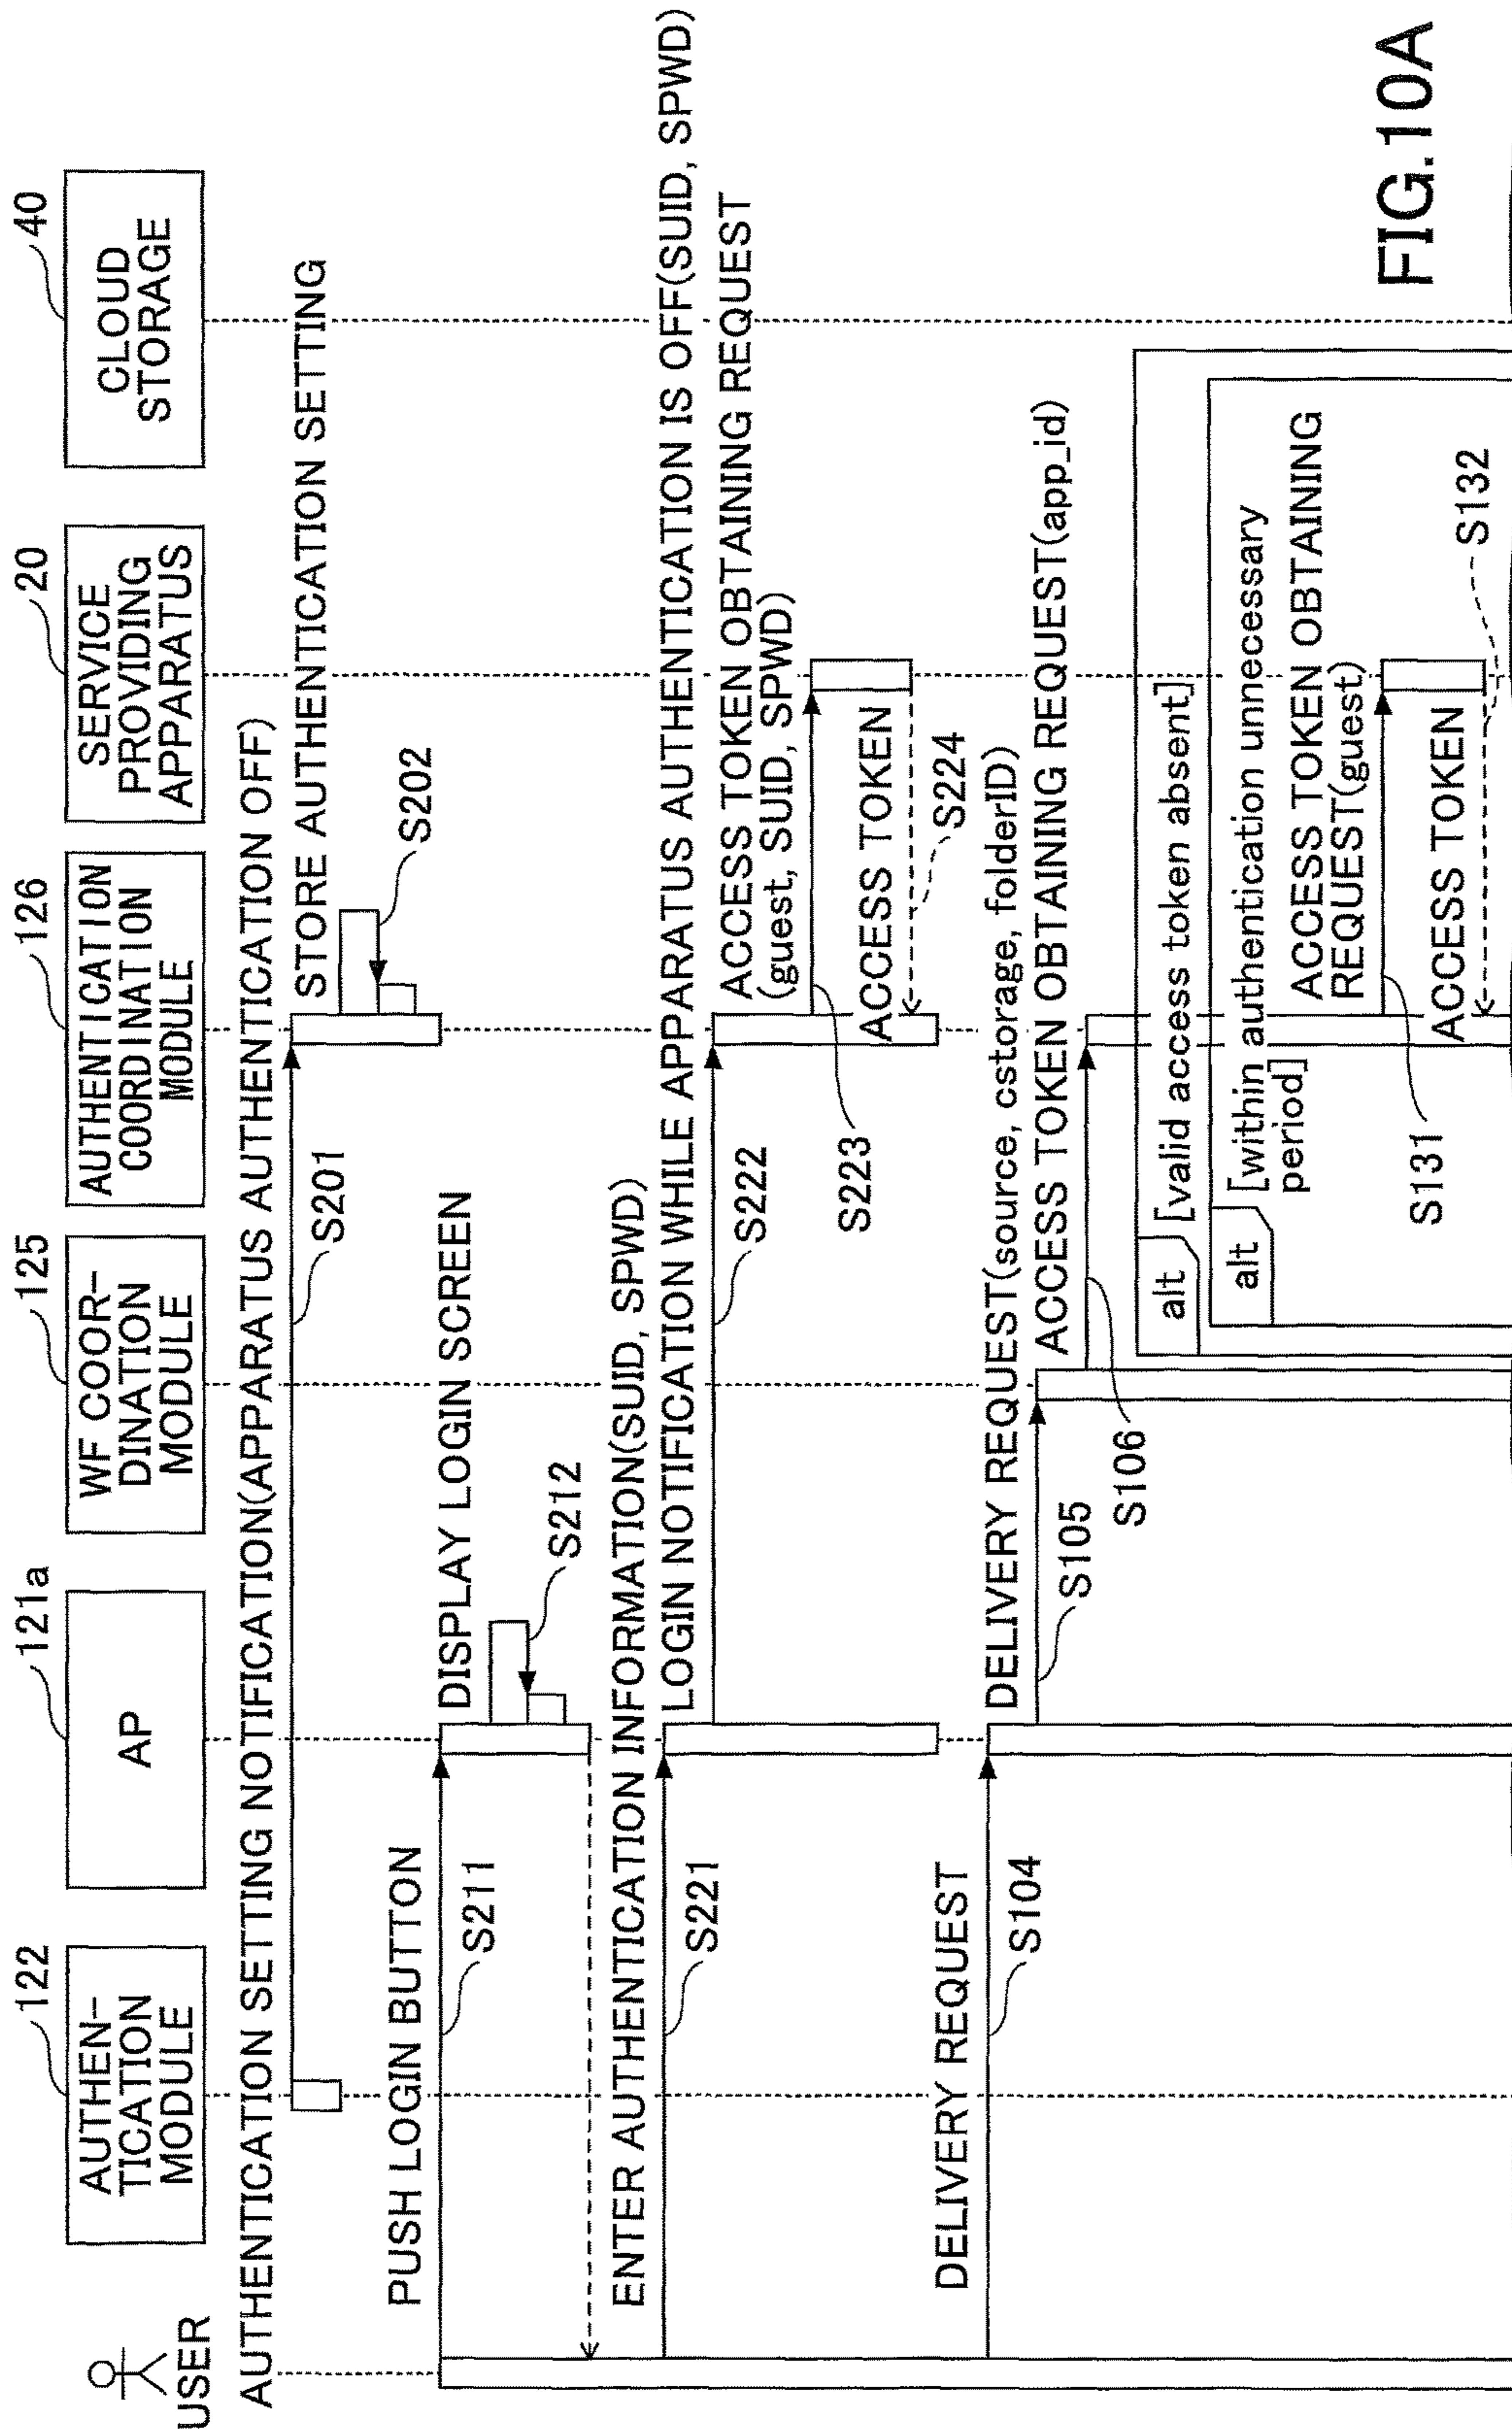 USER
122
AUTHEN-
TICATION
MODULE
121a
AP
125
WF COOR-
DINATION
MODULE
126
AUTHENTICATION
COORDINATION
MODULE
20
SERVICE
PROVIDING
APPARATUS
40
CLOUD
STORAGE
AUTHENTICATION SETTING NOTIFICATION(APPARATUS AUTHENTICATION OFF)
S201
STORE AUTHENTICATION SETTING
S202
PUSH LOGIN BUTTON
S211
DISPLAY LOGIN SCREEN
S212
ENTER AUTHENTICATION INFORMATION(SUID, SPWD)
S221
LOGIN NOTIFICATION WHILE APPARATUS AUTHENTICATION IS OFF(SUID, SPWD)
S222
ACCESS TOKEN OBTAINING REQUEST
(guest, SUID, SPWD)
S223
ACCESS TOKEN
S224
DELIVERY REQUEST
S104
DELIVERY REQUEST(source, cstorage, folderID)
S105
ACCESS TOKEN OBTAINING REQUEST(app_id)
S106
alt
[valid access token absent]
alt
[within authentication unnecessary
period]
ACCESS TOKEN OBTAINING
REQUEST(guest)
S131
ACCESS TOKEN
S132
FIG.10A